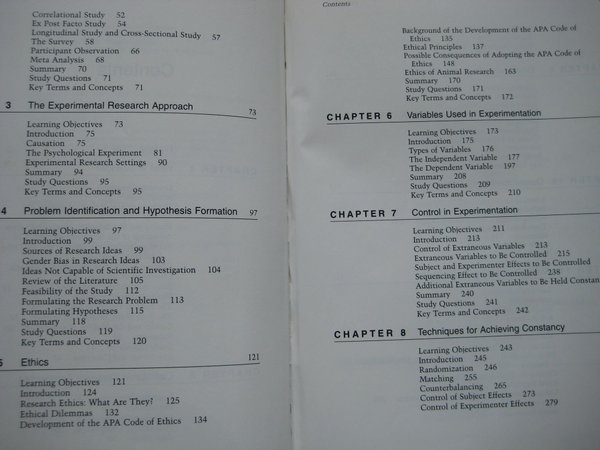 Correlational Study 52
Ex Post Facto Study 54
Longitudinal Study and Cross-Sectional Study 57
The Survey 58
Participant Observation 66
Meta Analysis 68
Summary 70
Study Questions 71
Key Terms and Concepts 71
3 The Experimental Research Approach 73
Learning Objectives 73
Introduction 75
Causation 75
The Psychological Experiment 81
Experimental Research Settings 90
Summary 94
Study Questions 95
Key Terms and Concepts 95
4 Problem Identification and Hypothesis Formation 97
Learning Objectives 97
Introduction 99
Sources of Research Ideas 99
Gender Bias in Research Ideas 103
Ideas Not Capable of Scientific Investigation 104
Review of the Literature 105
Feasibility of the Study 112
Formulating the Research Problem 113
Formulating Hypotheses 115
Summary 118
Study Questions 119
Key Terms and Concepts 120
5 Ethics 121
Learning Objectives 121
Introduction 124
Research Ethics: What Are They? 125
Ethical Dilemmas 132
Development of the APA Code of Ethics 134
Contents
Background of the Development of the APA Code of
Ethics 135
Ethical Principles 137
Possible Consequences of Adopting the APA Code of
Ethics 148
Ethics of Animal Research 163
Summary 170
Study Questions 171
Key Terms and Concepts 172
CHAPTER 6 Variables Used in Experimentation
Learning Objectives 173
Introduction 175
Types of Variables 176
The Independent Variable 177
The Dependent Variable 197
Summary 208
Study Questions 209
Key Terms and Concepts 210
CHAPTER 7 Control in Experimentation
Learning Objectives 211
Introduction 213
Control of Extraneous Variables 213
Extraneous Variables to Be Controlled 215
Subject and Experimenter Effects to Be Controlled
Sequencing Effect to Be Controlled 238
Additional Extraneous Variables to Be Held Constan
Summary 240
Study Questions 241
Key Terms and Concepts 242
CHAPTER 8 Techniques for Achieving Constancy
Learning Objectives 243
Introduction 245
Randomization 246
Matching 255
Counterbalancing 265
Control of Subject Effects 273
Control of Experimenter Effects 279